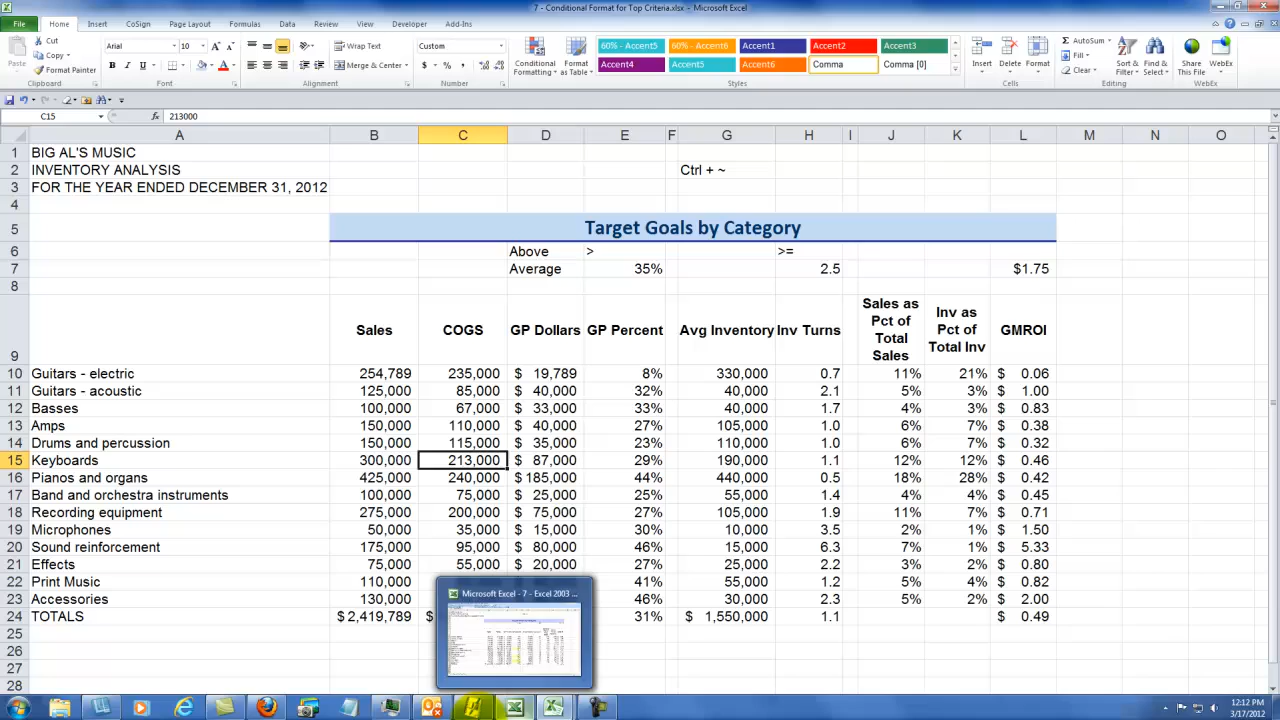 7 - Conditional Format for Top Criteria.xlsx - Microsoft Excel
File Home Insert CoSign Page Layout Formulas Data Review View Developer Add-Ins
Cut Arial 10 Wrap Text Custom 60% - Accent5 60% - Accent6 Accent1 Accent2 Accent3 AutoSum
Copy Conditional Formatting Format as Table Insert Delete Format Fill Sort & Filter Find & Select Share This File WebEx
Format Painter Merge & Center $ % , Accent4 Accent5 Accent6 Comma Comma [0] Clear
Clipboard Font Alignment Number Styles Cells Editing WebEx
C15 fx 213000
A B C D E F G H I J K L M N O
1 BIG AL'S MUSIC
2 INVENTORY ANALYSIS Ctrl + ~
3 FOR THE YEAR ENDED DECEMBER 31, 2012
4
5 Target Goals by Category
6 Above > >=
7 Average 35% 2.5 $1.75
8
9 Sales COGS GP Dollars GP Percent Avg Inventory Inv Turns Sales as Pct of Total Sales Inv as Pct of Total Inv GMROI
10 Guitars - electric 254,789 235,000 $ 19,789 8% 330,000 0.7 11% 21% $ 0.06
11 Guitars - acoustic 125,000 85,000 $ 40,000 32% 40,000 2.1 5% 3% $ 1.00
12 Basses 100,000 67,000 $ 33,000 33% 40,000 1.7 4% 3% $ 0.83
13 Amps 150,000 110,000 $ 40,000 27% 105,000 1.0 6% 7% $ 0.38
14 Drums and percussion 150,000 115,000 $ 35,000 23% 110,000 1.0 6% 7% $ 0.32
15 Keyboards 300,000 213,000 $ 87,000 29% 190,000 1.1 12% 12% $ 0.46
16 Pianos and organs 425,000 240,000 $ 185,000 44% 440,000 0.5 18% 28% $ 0.42
17 Band and orchestra instruments 100,000 75,000 $ 25,000 25% 55,000 1.4 4% 4% $ 0.45
18 Recording equipment 275,000 200,000 $ 75,000 27% 105,000 1.9 11% 7% $ 0.71
19 Microphones 50,000 35,000 $ 15,000 30% 10,000 3.5 2% 1% $ 1.50
20 Sound reinforcement 175,000 95,000 $ 80,000 46% 15,000 6.3 7% 1% $ 5.33
21 Effects 75,000 55,000 $ 20,000 27% 25,000 2.2 3% 2% $ 0.80
22 Print Music 110,000 41% 55,000 1.2 5% 4% $ 0.82
23 Accessories 130,000 46% 30,000 2.3 5% 2% $ 2.00
24 TOTALS $ 2,419,789 $ 31% $ 1,550,000 1.1 $ 0.49
25
26
27
28
Microsoft Excel - 7 - Excel 2003 ...
12:12 PM
3/17/2012